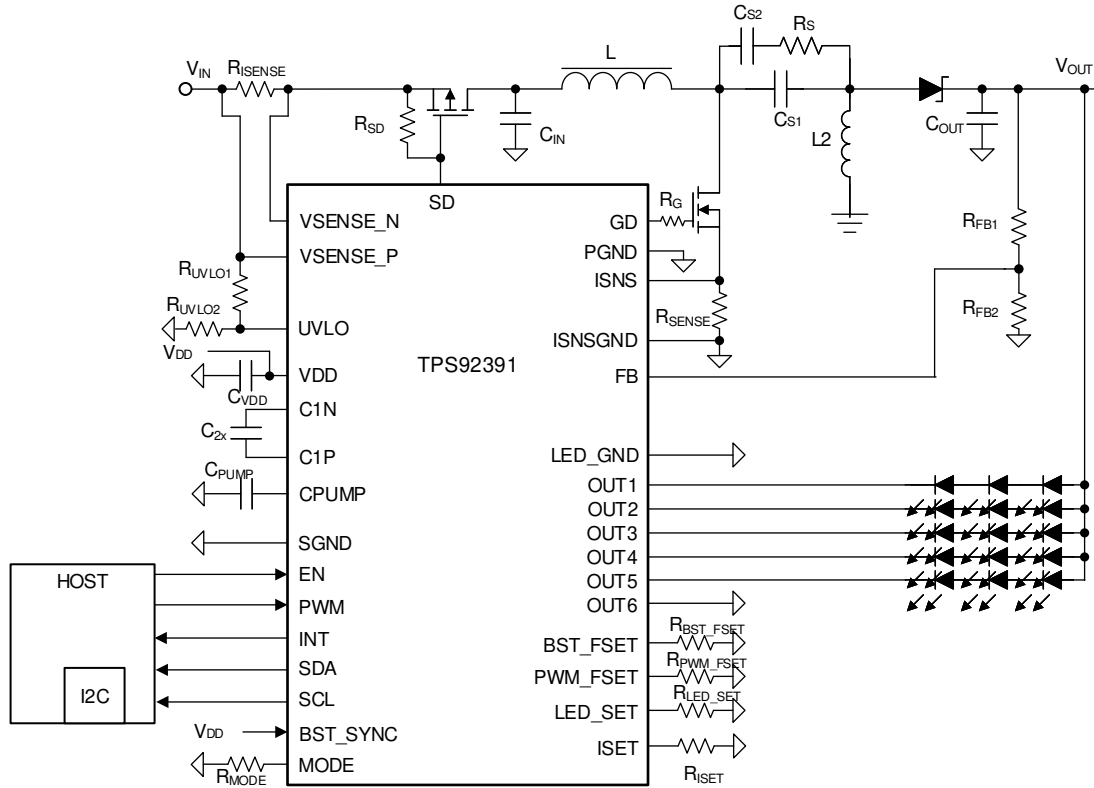 CS2
RS
L
VIN
RISENSE
VOUT
RSD
CIN
CS1
L2
COUT
SD
RG
GD
VSENSE_N
RFB1
PGND
VSENSE_P
ISNS
RUVLO1
RUVLO2
RSENSE
RFB2
UVLO
ISNSGND
VDD
TPS92391
VDD
FB
CVDD
C1N
C2x
C1P
LED_GND
CPUMP
CPUMP
OUT1
OUT2
OUT3
SGND
OUT4
HOST
EN
OUT5
PWM
OUT6
RBST_FSET
INT
BST_FSET
RPWM_FSET
SDA
PWM_FSET
I2C
SCL
RLED_SET
LED_SET
VDD
BST_SYNC
ISET
MODE
RMODE
RISET